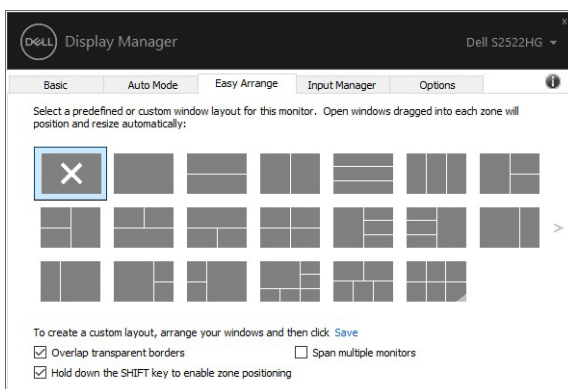 DELL Display Manager Dell S2522HG
Basic Auto Mode Easy Arrange Input Manager Options
Select a predefined or custom window layout for this monitor. Open windows dragged into each zone will
position and resize automatically:
To create a custom layout, arrange your windows and then click Save
Overlap transparent borders Span multiple monitors
Hold down the SHIFT key to enable zone positioning